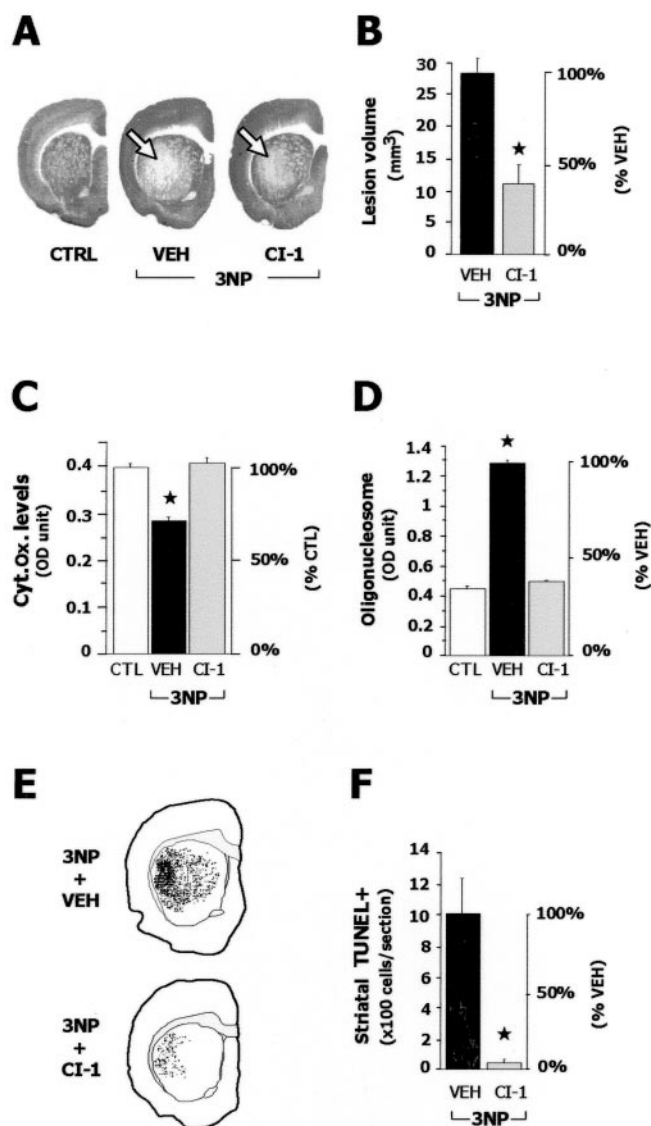 A
CTRL
VEH
CI-1
3NP
B
Lesion volume
(mm³)
30
25
20
15
10
5
0
100%
50%
0%
(% VEH)
VEH
CI-1
3NP
C
Cyt.Ox. levels
(OD unit)
0.4
0.3
0.2
0.1
0
100%
50%
0%
(% CTL)
CTL
VEH
CI-1
3NP
D
Oligonucleosome
(OD unit)
1.4
1.2
1
0.8
0.6
0.4
0.2
0
100%
50%
0%
(% VEH)
CTL
VEH
CI-1
3NP
E
3NP
+
VEH
3NP
+
CI-1
F
Striatal TUNEL+
(x100 cells/section)
14
12
10
8
6
4
2
0
100%
50%
0%
(% VEH)
VEH
CI-1
3NP